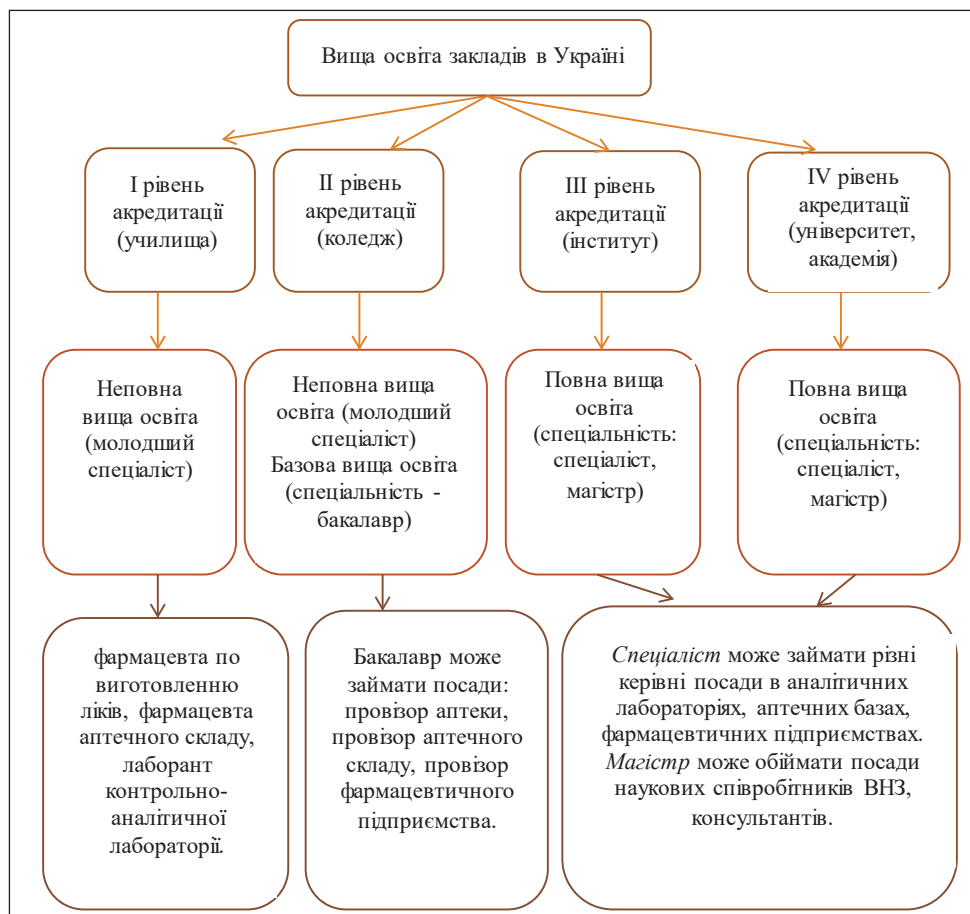 Вища освіта закладів в Україні
І рівень
акредитації
(училища)
ІІ рівень
акредитації
(коледж)
ІІІ рівень
акредитації
(інститут)
IV рівень
акредитації
(університет,
академія)
Неповна
вища освіта
(молодший
спеціаліст)
Неповна вища
освіта (молодший
спеціаліст)
Базова вища освіта
(спеціальність -
бакалавр)
Повна вища
освіта
(спеціальність:
спеціаліст,
магістр)
Повна вища
освіта
(спеціальність:
спеціаліст,
магістр)
фармацевта по
виготовленню
ліків, фармацевта
аптечного складу,
лаборант
контрольно-
аналітичної
лабораторії.
Бакалавр може
займати посади:
провізор аптеки,
провізор аптечного
складу, провізор
фармацевтичного
підприємства.
Спеціаліст може займати різні
керівні посади в аналітичних
лабораторіях, аптечних базах,
фармацевтичних підприємствах.
Магістр може обіймати посади
наукових співробітників ВНЗ,
консультантів.